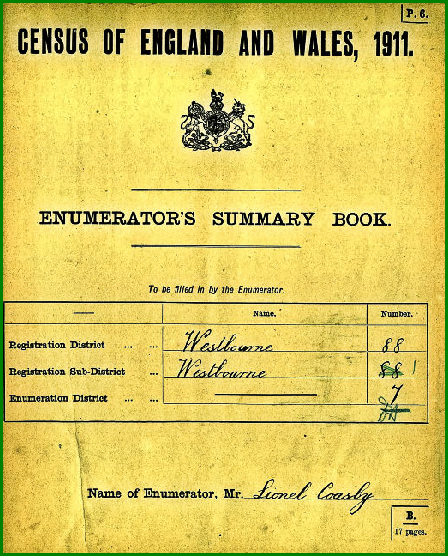 P. 6.
CENSUS OF ENGLAND AND WALES, 1911.
ENUMERATOR'S SUMMARY BOOK.
To be filled in by the Enumerator.
Name. Number.
Registration District ... ... Westbourne 88
Registration Sub-District ... Westbourne 88 1
Enumeration District ... ... 7
Name of Enumerator, Mr. Lionel Coasby
B.
17 pages.